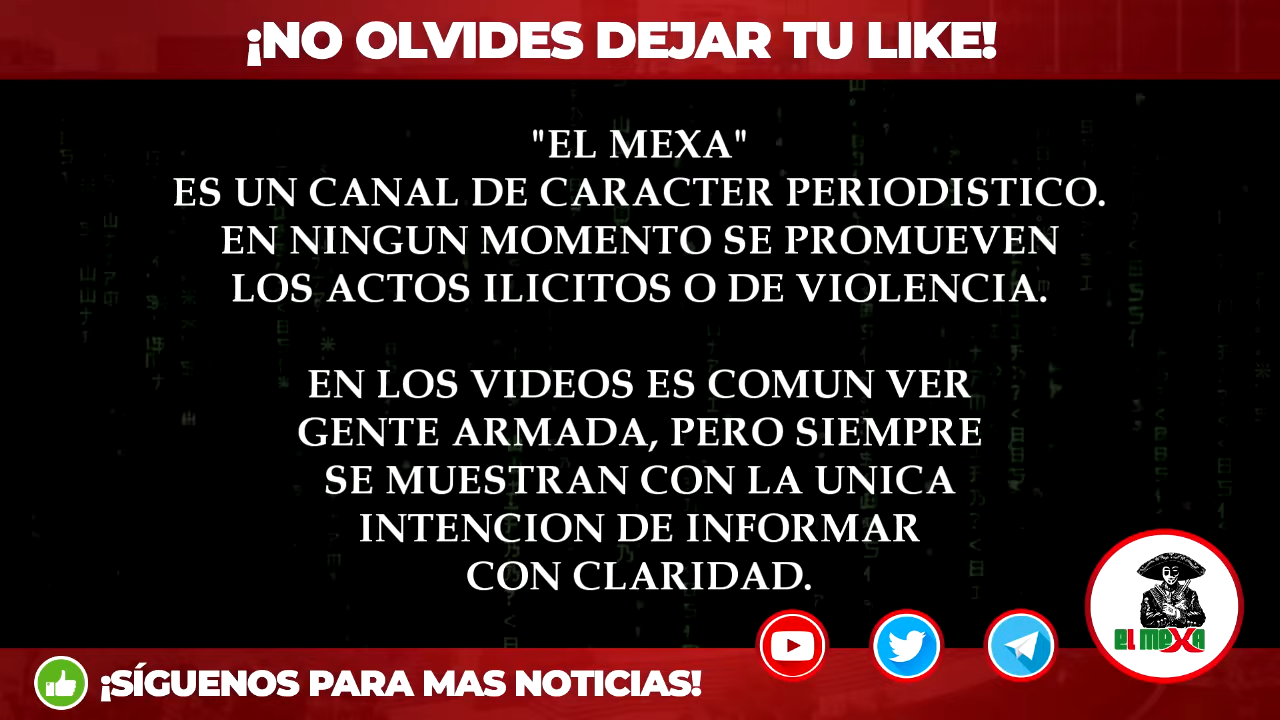 ¡NO OLVIDES DEJAR TU LIKE!
"EL MEXA"
ES UN CANAL DE CARACTER PERIODISTICO.
EN NINGUN MOMENTO SE PROMUEVEN
LOS ACTOS ILICITOS O DE VIOLENCIA.
EN LOS VIDEOS ES COMUN VER
GENTE ARMADA, PERO SIEMPRE
SE MUESTRAN CON LA UNICA
INTENCION DE INFORMAR
CON CLARIDAD.
EL MEXA
¡SÍGUENOS PARA MAS NOTICIAS!